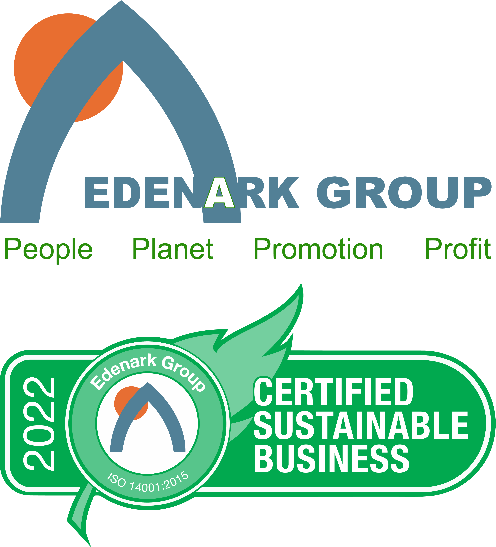 EDENARK GROUP
People Planet Promotion Profit
2022
Edenark Group
ISO 14001:2015
CERTIFIED
SUSTAINABLE
BUSINESS